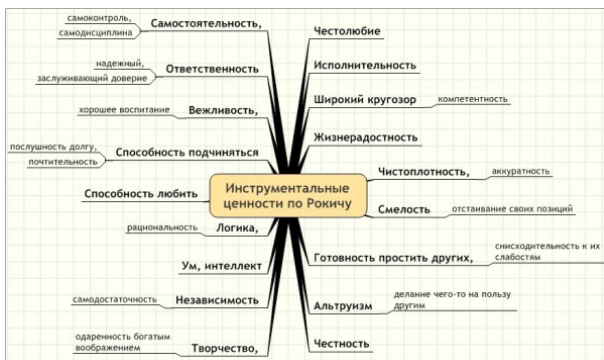 самоконтроль,
самодисциплина
Самостоятельность,
надежный,
заслуживающий доверие
Ответственность
хорошее воспитание
Вежливость,
послушность долгу,
почтительность
Способность подчиняться
Способность любить
рациональность
Логика,
Ум, интеллект
самодостаточность
Независимость
одаренность богатым
воображением
Творчество,
Инструментальные
ценности по Рокичу
Честолюбие
Исполнительность
Широкий кругозор
компетентность
Жизнерадостность
Чистоплотность,
аккуратность
Смелость
отстаивание своих позиций
Готовность простить других,
снисходительность к их
слабостям
Альтруизм
делание чего-то на пользу
другим
Честность